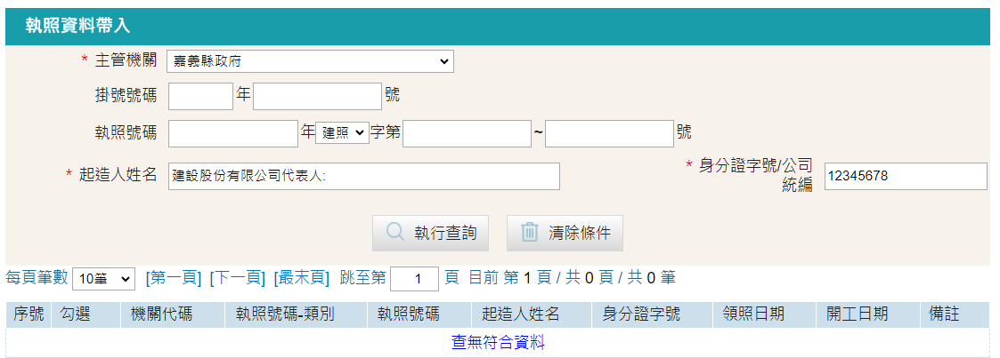 執照資料帶入
* 主管機關 嘉義縣政府
掛號號碼 年 號
執照號碼 年 建照 字第 ~ 號
* 起造人姓名 建設股份有限公司代表人: * 身分證字號/公司
統編 12345678
執行查詢 清除條件
每頁筆數 10筆 [第一頁] [下一頁] [最末頁] 跳至第 1 頁 目前 第 1 頁 / 共 0 頁 / 共 0 筆
序號 勾選 機關代碼 執照號碼-類別 執照號碼 起造人姓名 身分證字號 領照日期 開工日期 備註
查無符合資料